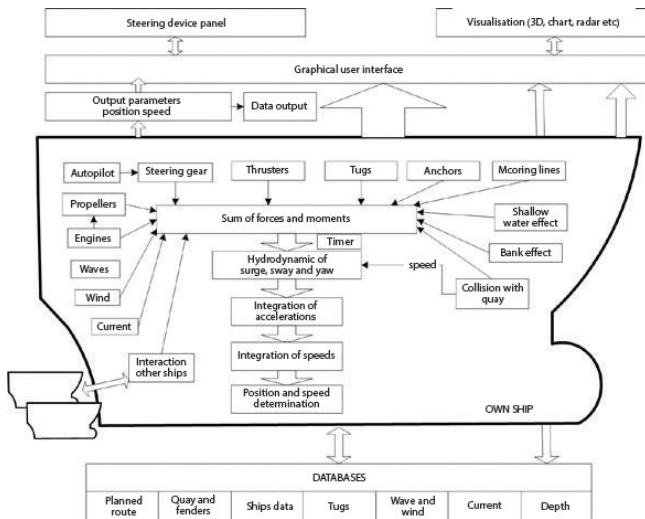 Steering device panel
Visualisation (3D, chart, radar etc)
Graphical user interface
Output parameters
position speed
Data output
Autopilot
Steering gear
Thrusters
Tugs
Anchors
Mcoring lines
Propellers
Sum of forces and moments
Shallow
water effect
Engines
Timer
Bank effect
Waves
Hydrodynamic of
surge, sway and yaw
speed
Collision with
quay
Wind
Integration of
accelerations
Current
Interaction
other ships
Integration of speeds
Position and speed
determination
OWN SHIP
DATABASES
Planned
route
Quay and
fenders
Ships data
Tugs
Wave and
wind
Current
Depth